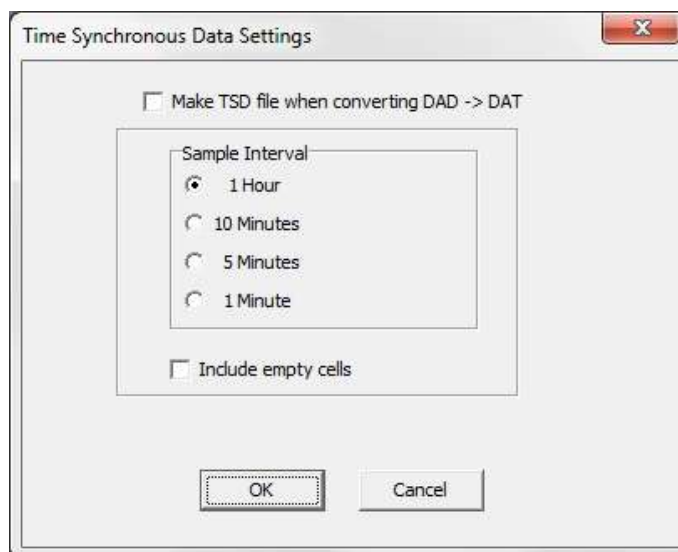 Time Synchronous Data Settings
Make TSD file when converting DAD -> DAT
Sample Interval
1 Hour
10 Minutes
5 Minutes
1 Minute
Include empty cells
OK
Cancel